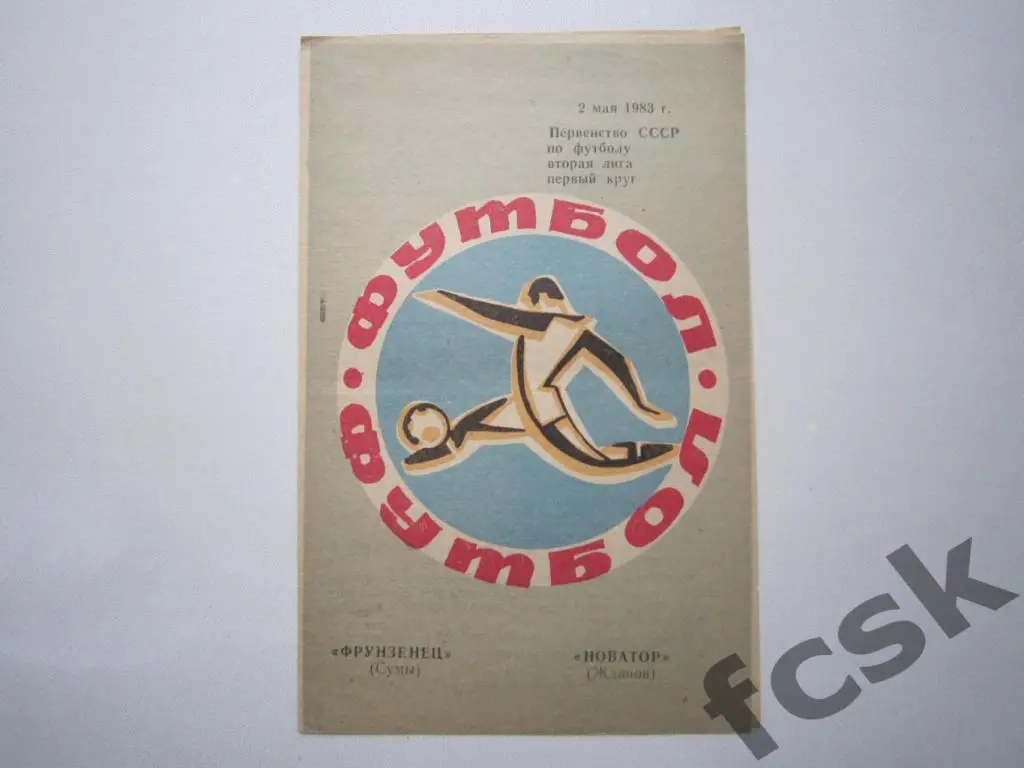 2 мая 1983 г.
Первенство СССР
по футболу
вторая лига
первый круг
ФУТБОЛ • ФУТБОЛ •
«ФРУНЗЕНЕЦ»
(Сумы)
«НОВАТОР»
(Жданов)
fcsk